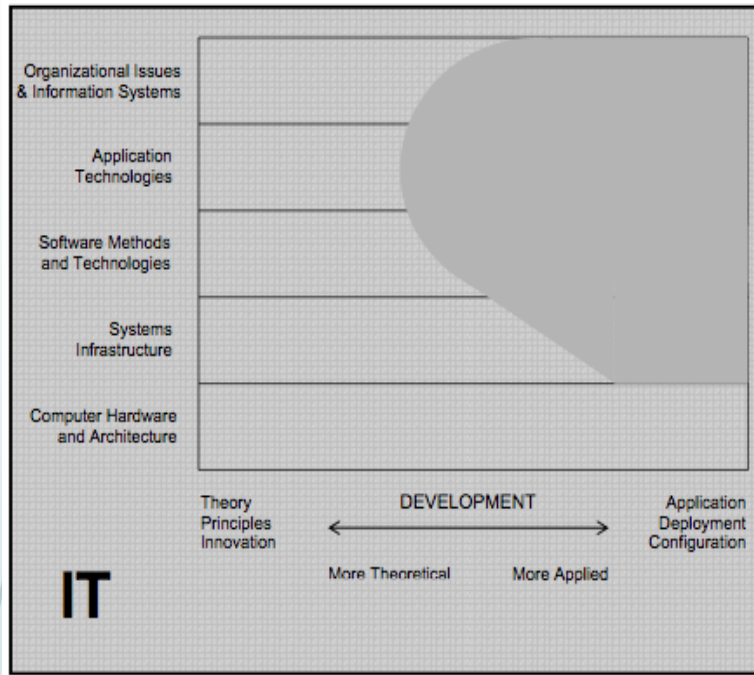 Organizational Issues
& Information Systems
Application
Technologies
Software Methods
and Technologies
Systems
Infrastructure
Computer Hardware
and Architecture
Theory
Principles
Innovation
DEVELOPMENT
Application
Deployment
Configuration
More Theoretical
More Applied
IT